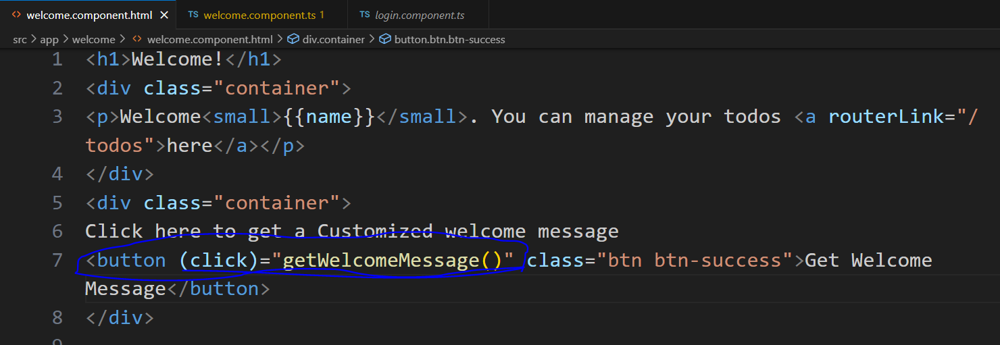 welcome.component.html × TS welcome.component.ts 1 TS login.component.ts
src > app > welcome > <> welcome.component.html > div.container > button.btn.btn-success
1 <h1>Welcome!</h1>
2 <div class="container">
3 <p>Welcome<small>{{name}}</small>. You can manage your todos <a routerLink="/
todos">here</a></p>
4 </div>
5 <div class="container">
6 Click here to get a Customized welcome message
7 <button (click)="getWelcomeMessage()" class="btn btn-success">Get Welcome
Message</button>
8 </div>
9